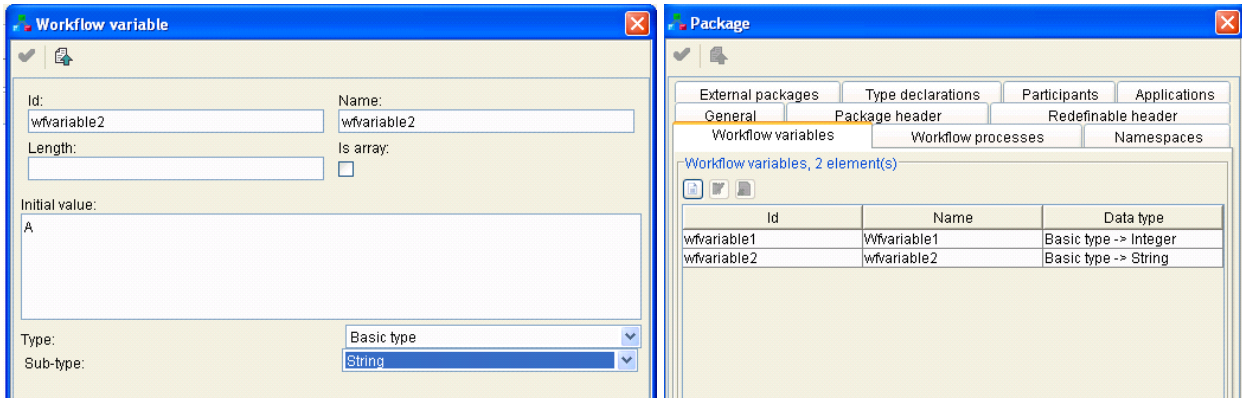 Workflow variable
Id:
Name:
wfvariable2
wfvariable2
Length:
Is array:
Initial value:
A
Type:
Basic type
Sub-type:
String
Package
External packages
Type declarations
Participants
Applications
General
Package header
Redefinable header
Workflow variables
Workflow processes
Namespaces
Workflow variables, 2 element(s)
Id Name Data type
wfvariable1 Wfvariable1 Basic type -> Integer
wfvariable2 wfvariable2 Basic type -> String